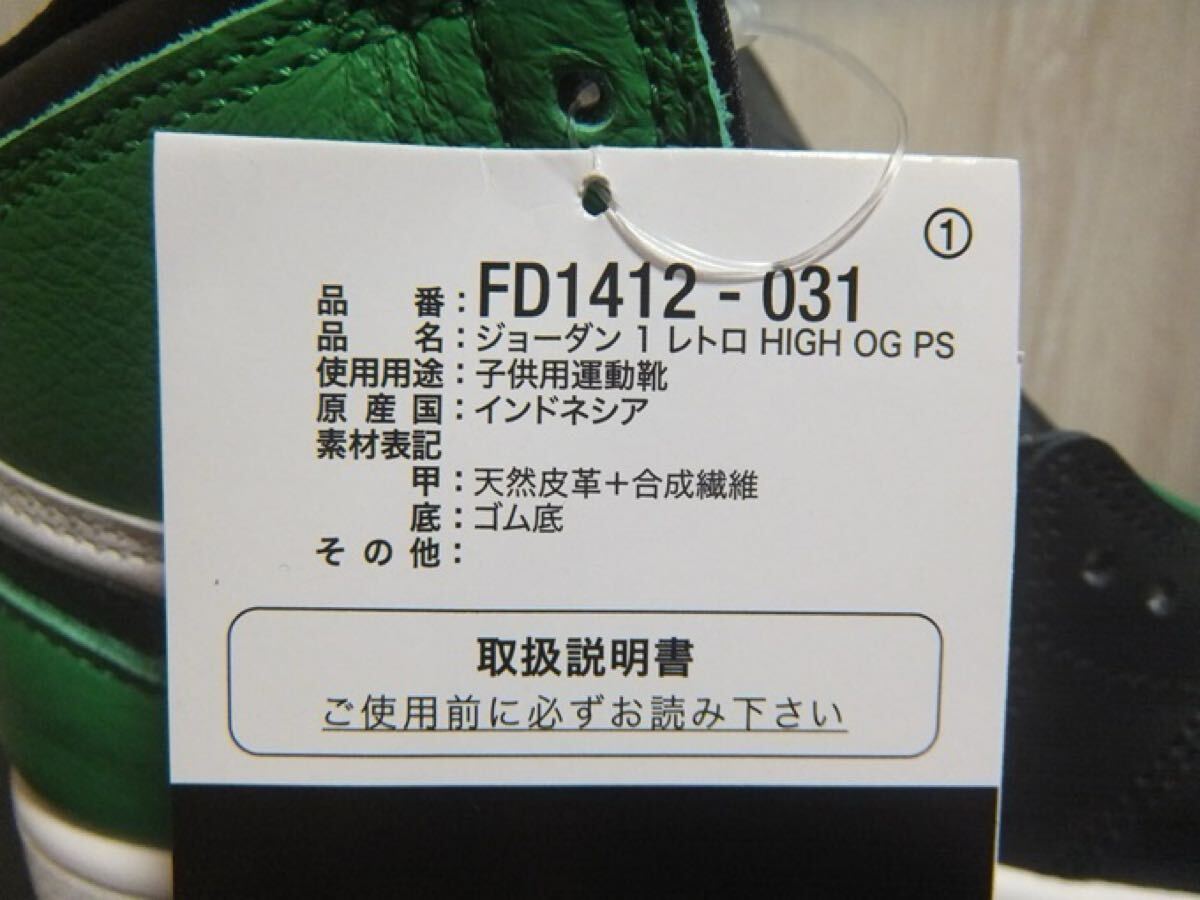 ①
品番：FD1412-031
品名：ジョーダン 1 レトロ HIGH OG PS
使用用途：子供用運動靴
原産国：インドネシア
素材表記
甲：天然皮革＋合成繊維
底：ゴム底
その他：
取扱説明書
ご使用前に必ずお読み下さい